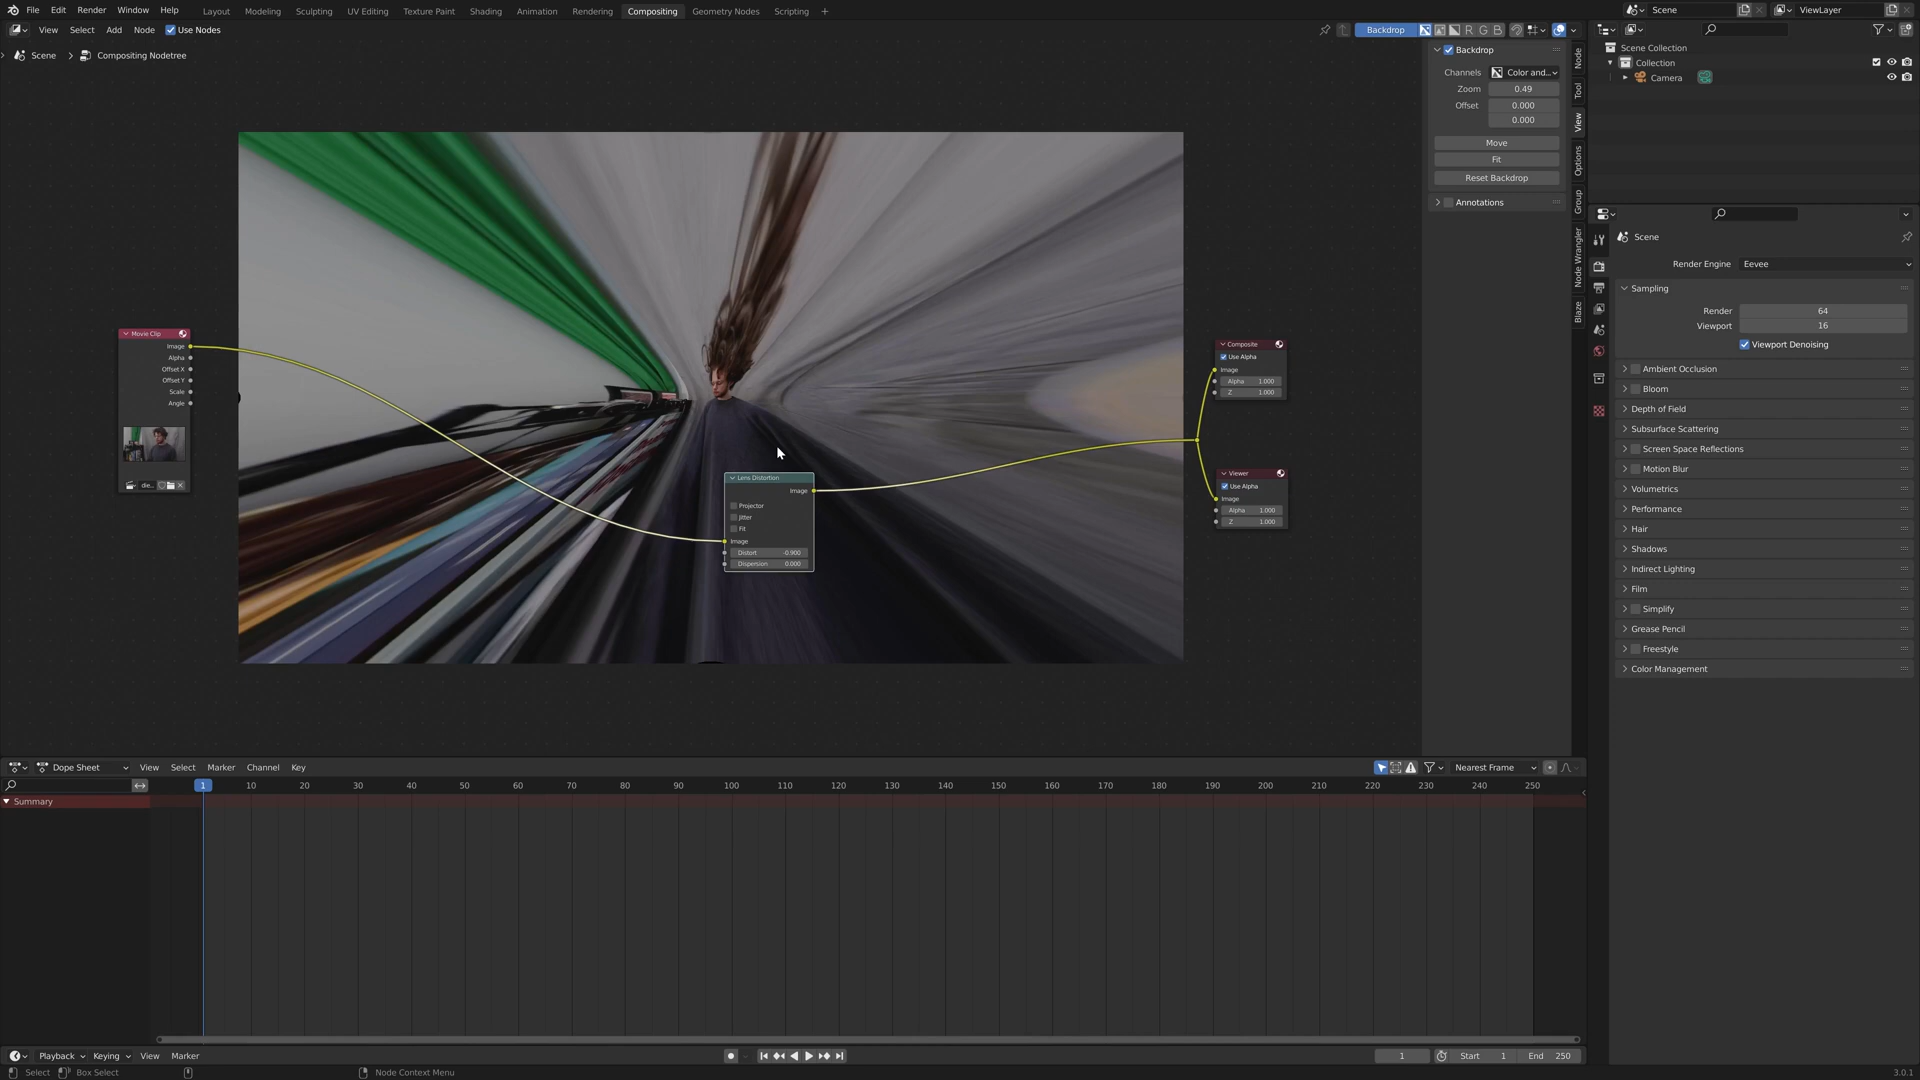 File Edit Render Window Help Layout Modeling Sculpting UV Editing Texture Paint Shading Animation Rendering Compositing Geometry Nodes Scripting + Scene ViewLayer
View Select Add Node Use Nodes Backdrop R G B
Scene > Compositing Nodetree
Backdrop
Channels Color and...
Zoom 0.49
Offset 0.000
0.000
Move
Fit
Reset Backdrop
Annotations
Node
Tool
View
Options
Group
Node Wrangler
Blaze
Scene Collection
Collection
Camera
Scene
Render Engine Eevee
Sampling
Render 64
Viewport 16
Viewport Denoising
Ambient Occlusion
Bloom
Depth of Field
Subsurface Scattering
Screen Space Reflections
Motion Blur
Volumetrics
Performance
Hair
Shadows
Indirect Lighting
Film
Simplify
Grease Pencil
Freestyle
Color Management
Movie Clip
Image
Alpha
Offset X
Offset Y
Scale
Angle
die...
Lens Distortion
Image
Projector
Jitter
Fit
Image
Distort -0.900
Dispersion 0.000
Composite
Use Alpha
Image
Alpha 1.000
Z 1.000
Viewer
Use Alpha
Image
Alpha 1.000
Z 1.000
Dope Sheet View Select Marker Channel Key Nearest Frame
1 10 20 30 40 50 60 70 80 90 100 110 120 130 140 150 160 170 180 190 200 210 220 230 240 250
Summary
Playback Keying View Marker 1 Start 1 End 250
Select Box Select Node Context Menu 3.0.1